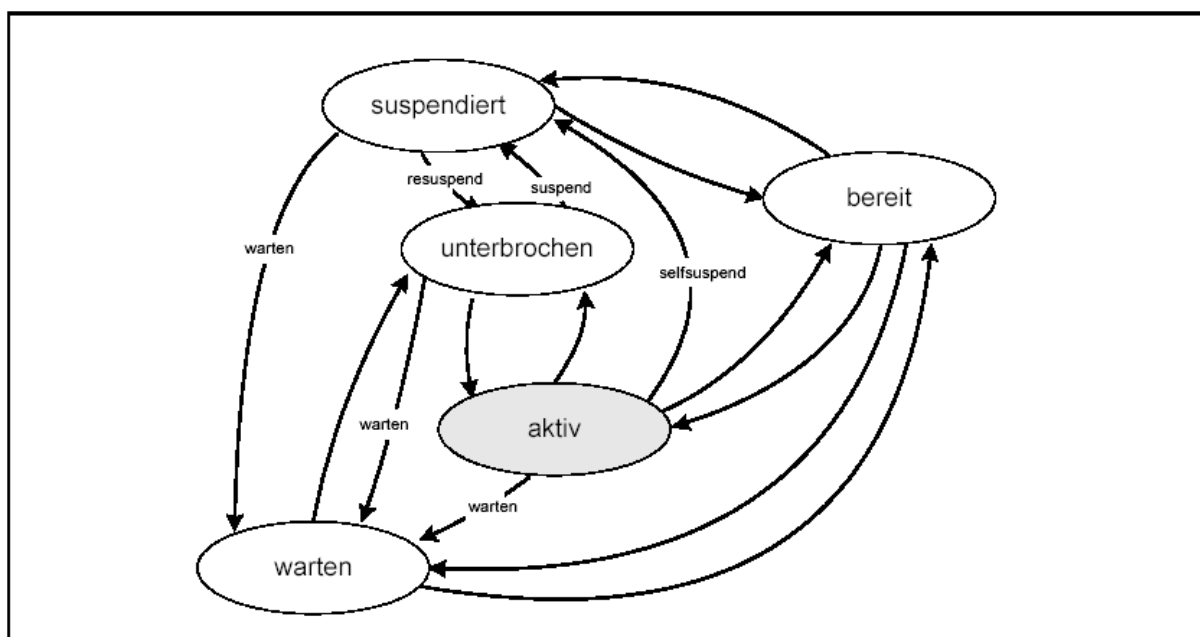 suspendiert
resuspend
suspend
bereit
warten
unterbrochen
selfsuspend
warten
aktiv
warten
warten